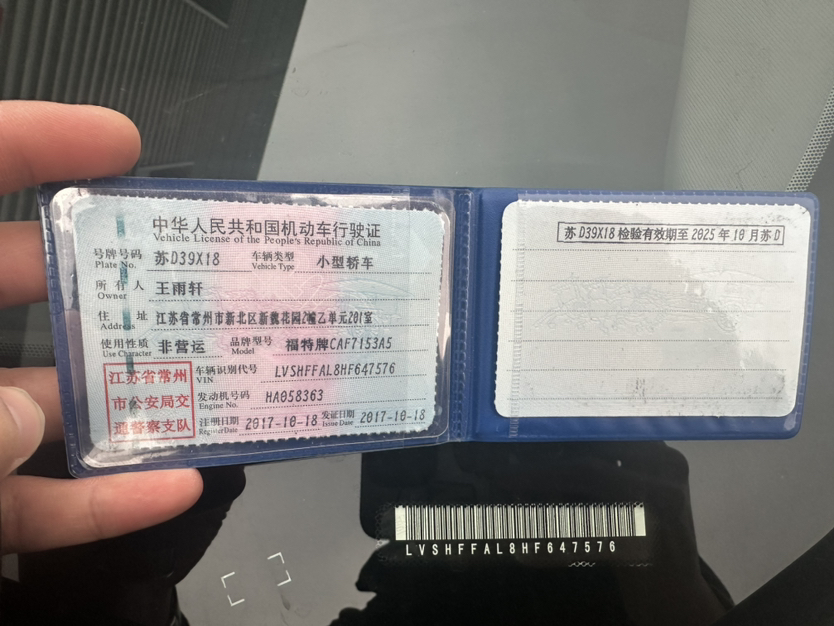 中华人民共和国机动车行驶证
Vehicle License of the People's Republic of China
号牌号码 苏D39X18 车辆类型 小型轿车
Plate No. Vehicle Type
所有人 王雨轩
Owner
住址 江苏省常州市新北区新魏花园2幢乙单元201室
Address
使用性质 非营运 品牌型号 福特牌CAF7153A5
Use Character Model
江苏省常州
市公安局交
通警察支队
车辆识别代号 LVSHFFAL8HF647576
VIN
发动机号码 HA058363
Engine No.
注册日期 2017-10-18 发证日期 2017-10-18
Register Date Issue Date
苏D39X18 检验有效期至 2025年10月苏D
LVSHFFAL8HF647576